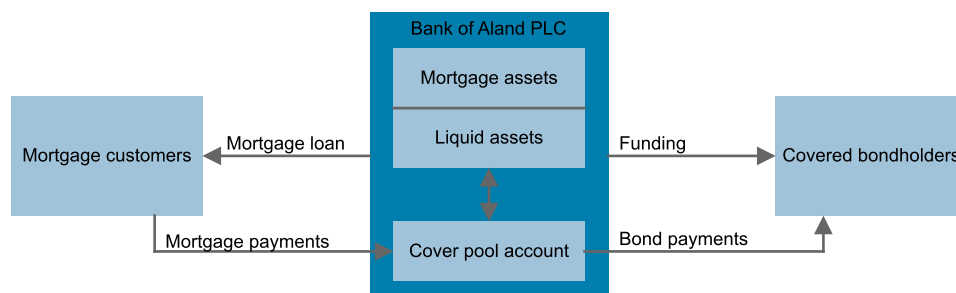 Bank of Aland PLC
Mortgage assets
Liquid assets
Mortgage customers
Mortgage loan
Funding
Covered bondholders
Mortgage payments
Cover pool account
Bond payments